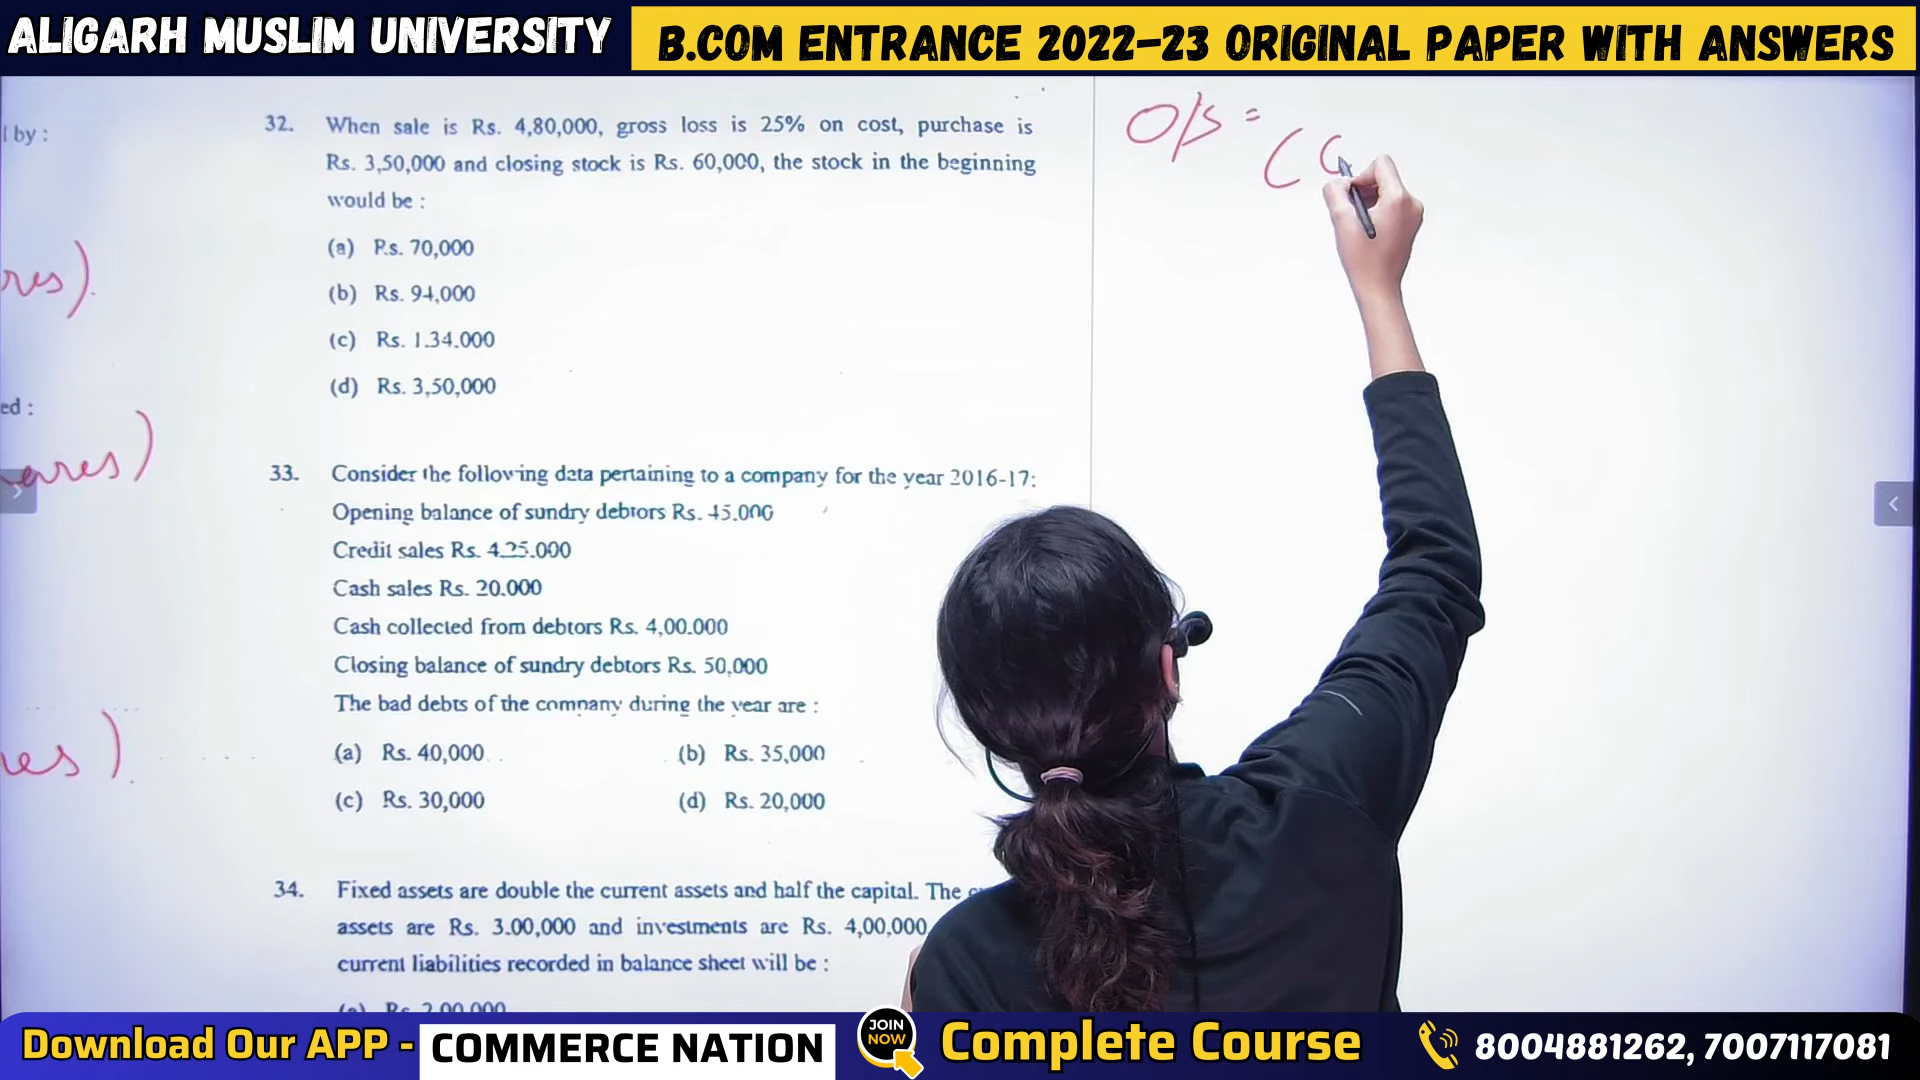 ALIGARH MUSLIM UNIVERSITY
B.COM ENTRANCE 2022-23 ORIGINAL PAPER WITH ANSWERS
l by :
res).
ed :
ares)
res)
32. When sale is Rs. 4,80,000, gross loss is 25% on cost, purchase is
Rs. 3,50,000 and closing stock is Rs. 60,000, the stock in the beginning
would be :
(a) Rs. 70,000
(b) Rs. 94,000
(c) Rs. 1.34.000
(d) Rs. 3,50,000
33. Consider the following data pertaining to a company for the year 2016-17:
Opening balance of sundry debtors Rs. 45.000
Credit sales Rs. 4.25.000
Cash sales Rs. 20.000
Cash collected from debtors Rs. 4,00.000
Closing balance of sundry debtors Rs. 50,000
The bad debts of the company during the year are :
(a) Rs. 40,000 (b) Rs. 35,000
(c) Rs. 30,000 (d) Rs. 20,000
34. Fixed assets are double the current assets and half the capital. The
assets are Rs. 3.00,000 and investments are Rs. 4,00,000
current liabilities recorded in balance sheet will be :
(a) Rs 2,00,000
O/S =
( C
Download Our APP - COMMERCE NATION
JOIN
NOW
Complete Course
8004881262, 7007117081